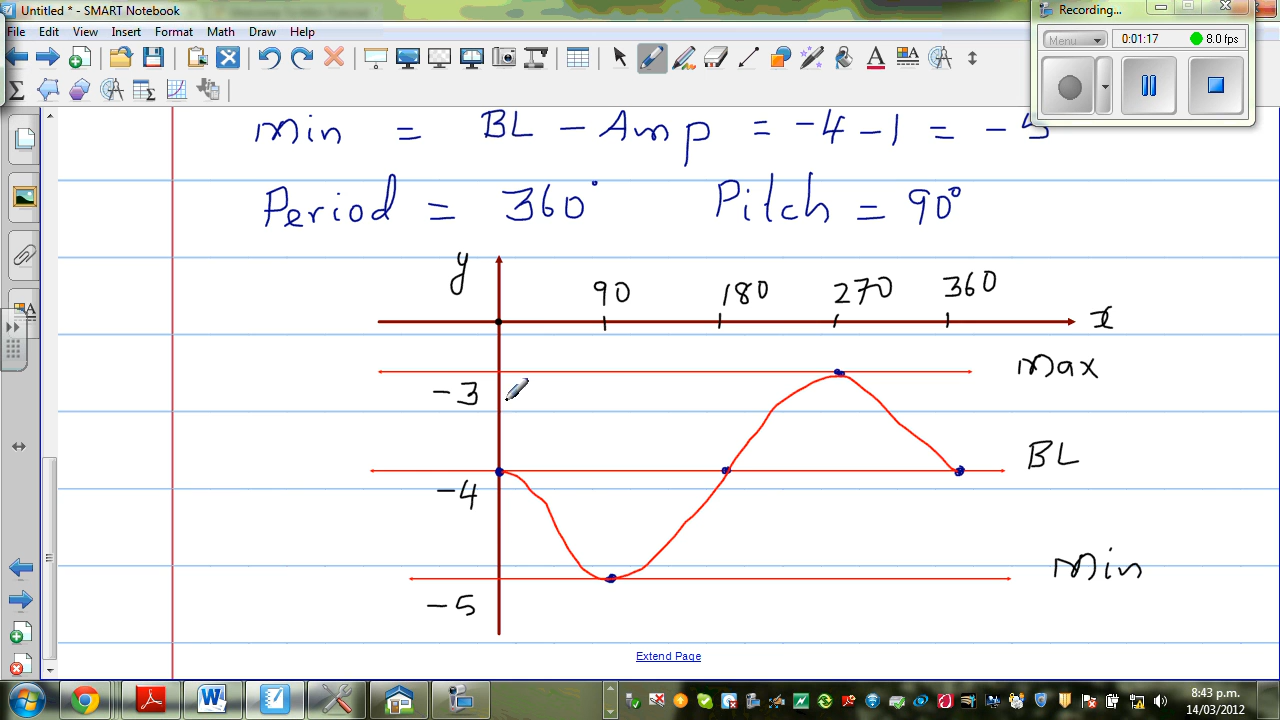 Untitled * - SMART Notebook
Recording...
File Edit View Insert Format Math Draw Help
Menu 0:01:17 8.0 fps
min = BL - Amp = -4 -1 = -5
Period = 360° Pitch = 90°
y
90 180 270 360
x
Max
-3
BL
-4
Min
-5
Extend Page
8:43 p.m.
14/03/2012